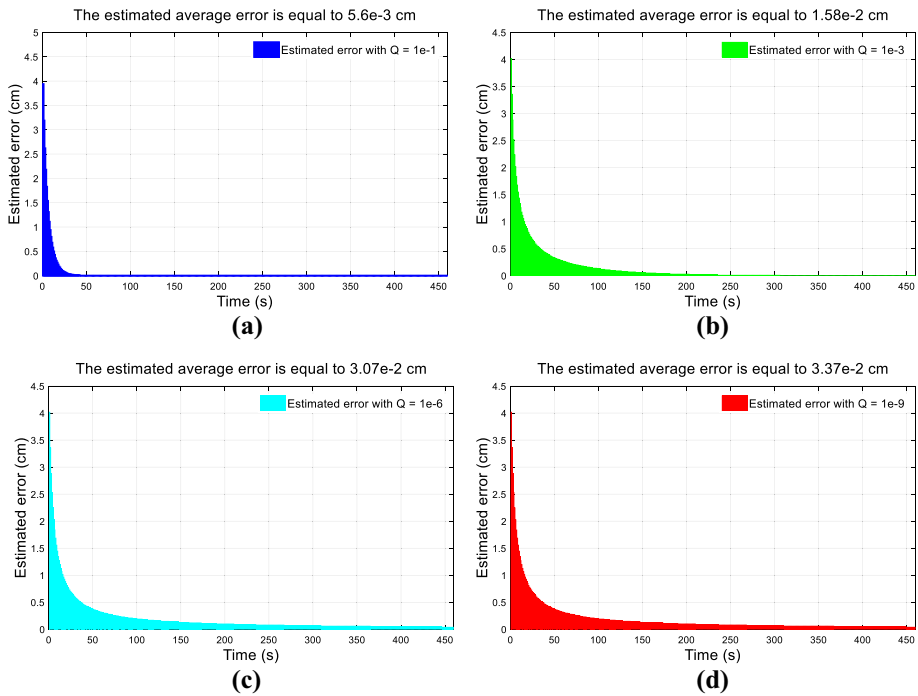 The estimated average error is equal to 5.6e-3 cm
Estimated error with Q = 1e-1
Estimated error (cm)
5
4.5
4
3.5
3
2.5
2
1.5
1
0.5
0
0 50 100 150 200 250 300 350 400 450
Time (s)
(a)
The estimated average error is equal to 1.58e-2 cm
Estimated error with Q = 1e-3
Estimated error (cm)
4.5
4
3.5
3
2.5
2
1.5
1
0.5
0
0 50 100 150 200 250 300 350 400 450
Time (s)
(b)
The estimated average error is equal to 3.07e-2 cm
Estimated error with Q = 1e-6
Estimated error (cm)
4.5
4
3.5
3
2.5
2
1.5
1
0.5
0
0 50 100 150 200 250 300 350 400 450
Time (s)
(c)
The estimated average error is equal to 3.37e-2 cm
Estimated error with Q = 1e-9
Estimated error (cm)
4.5
4
3.5
3
2.5
2
1.5
1
0.5
0
0 50 100 150 200 250 300 350 400 450
Time (s)
(d)